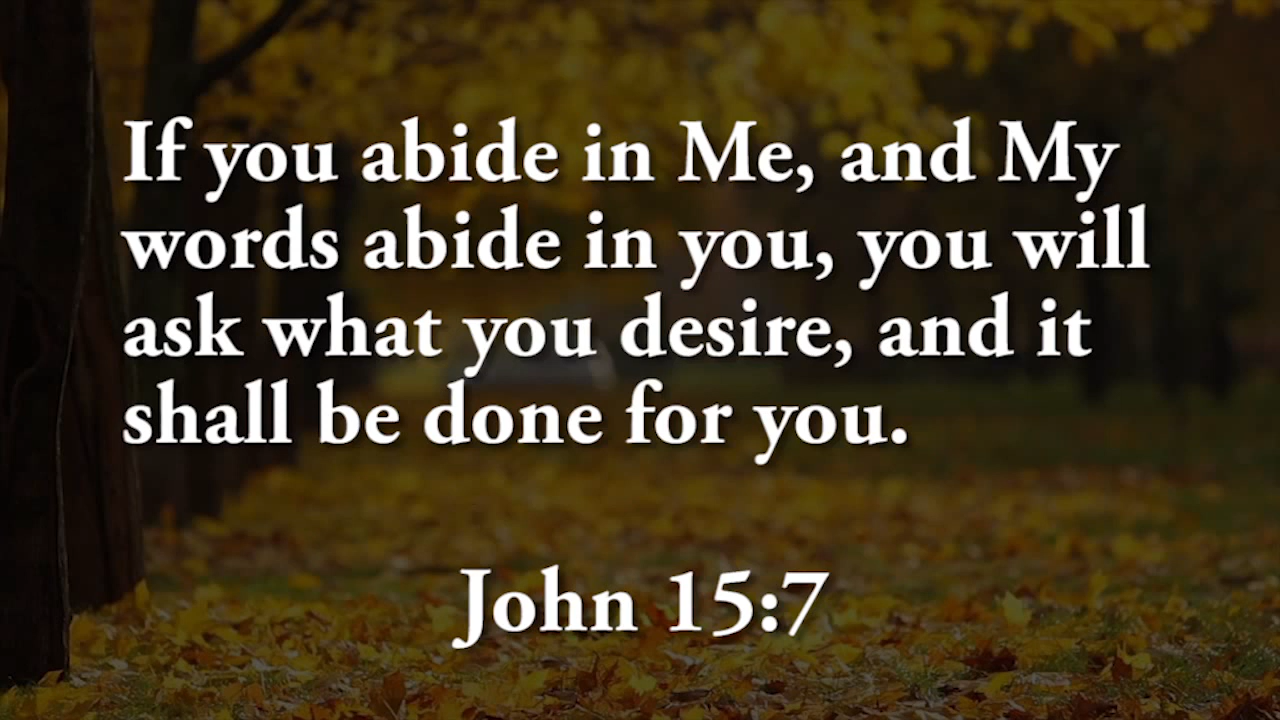 If you abide in Me, and My
words abide in you, you will
ask what you desire, and it
shall be done for you.
John 15:7